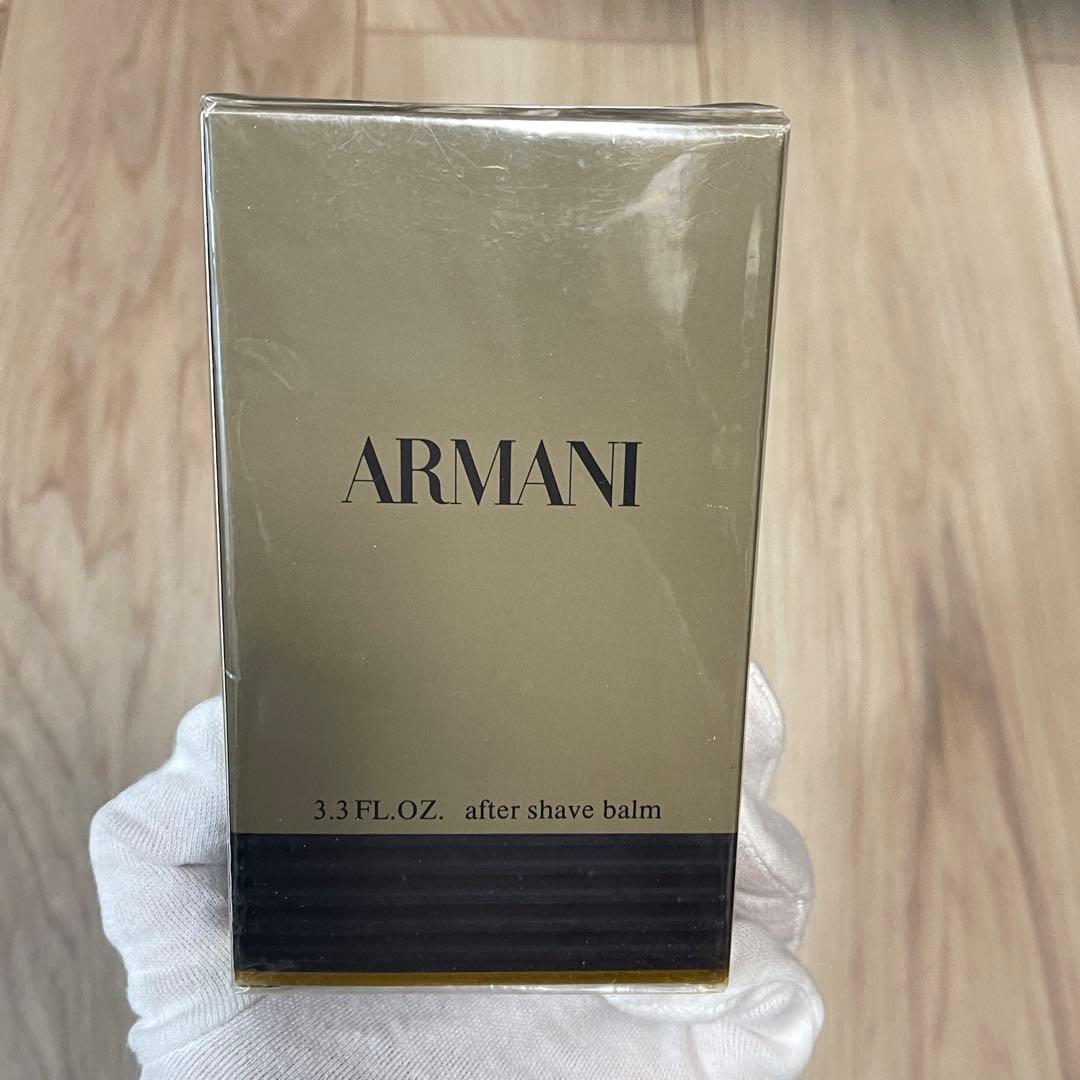 ARMANI
3.3 FL.OZ. after shave balm